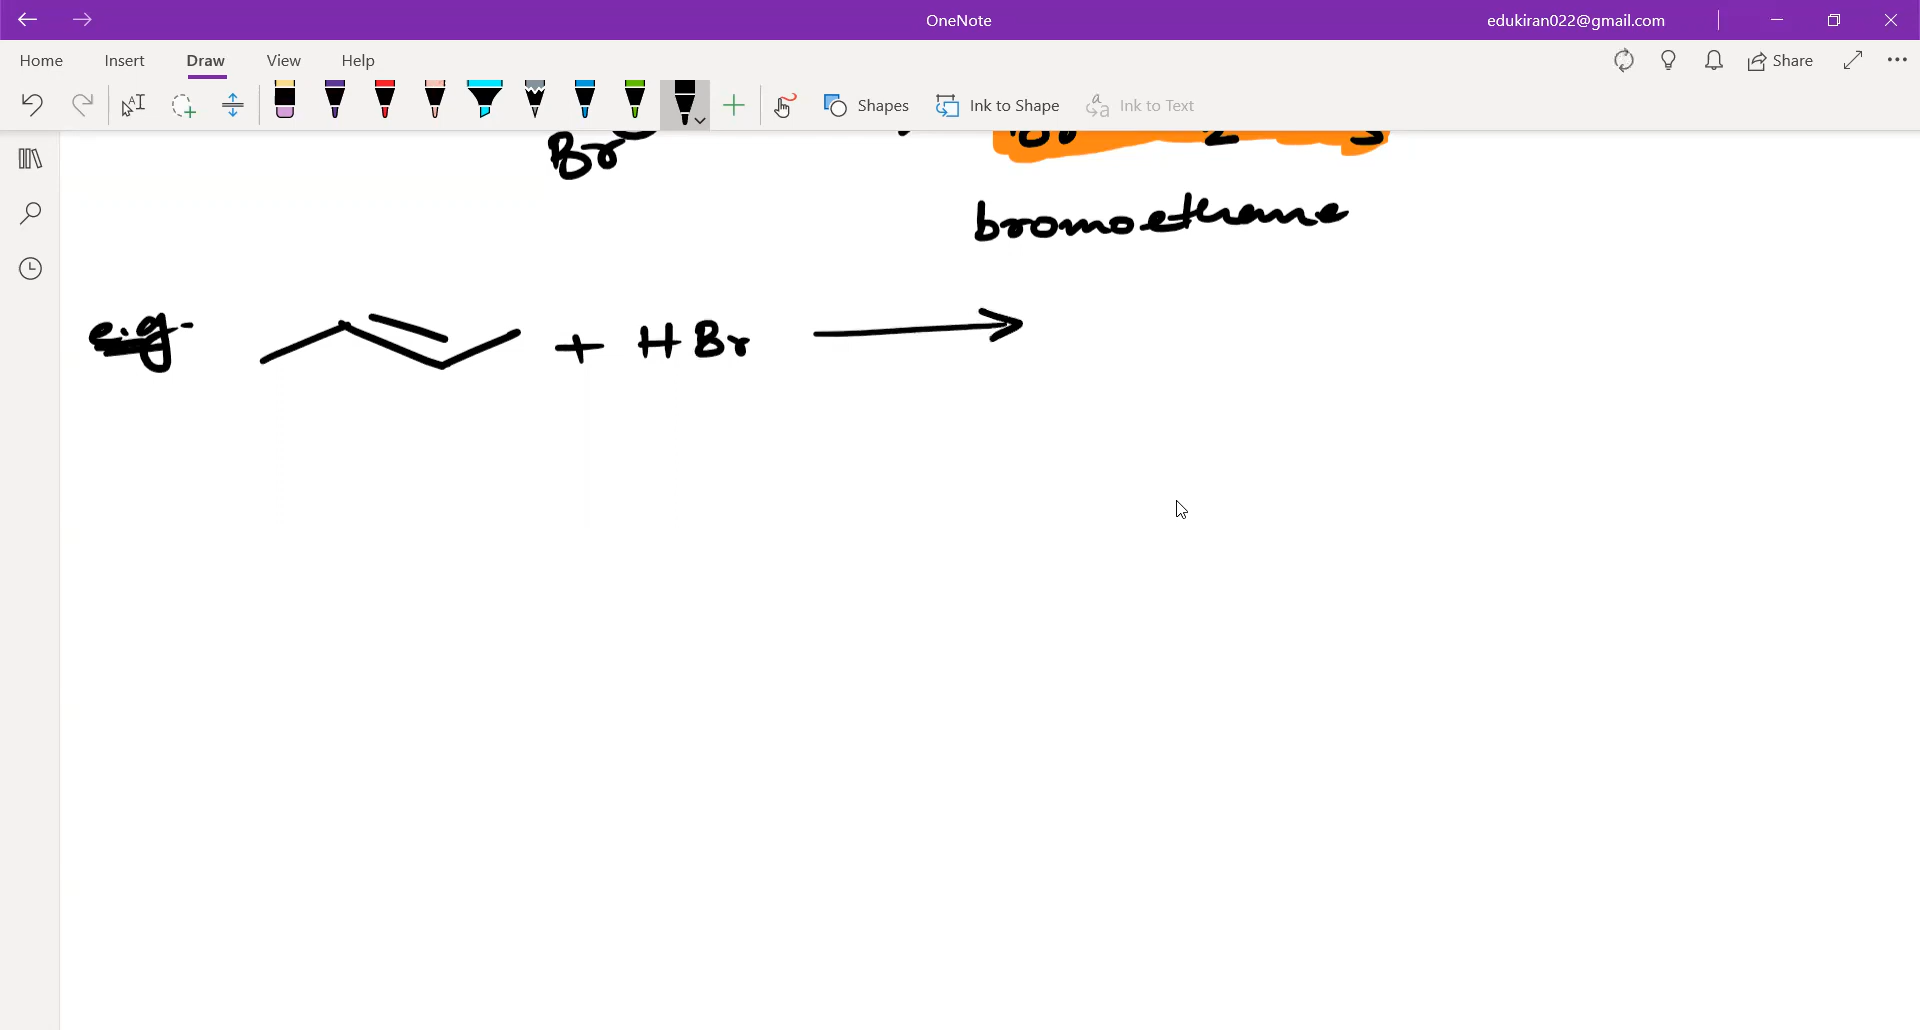 OneNote
edukiran022@gmail.com
Home Insert Draw View Help
Share
Shapes Ink to Shape Ink to Text
Br
bromoethane
e.g- + HBr